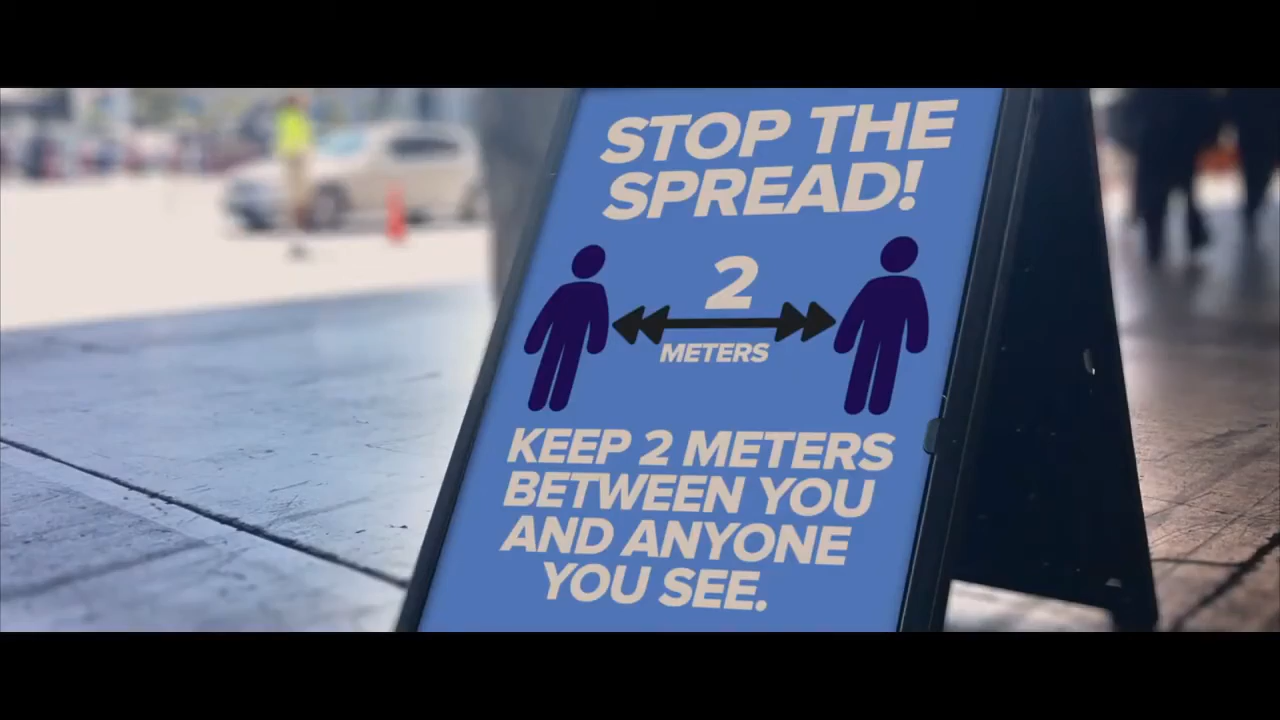 STOP THE
SPREAD!
2
METERS
KEEP 2 METERS
BETWEEN YOU
AND ANYONE
YOU SEE.